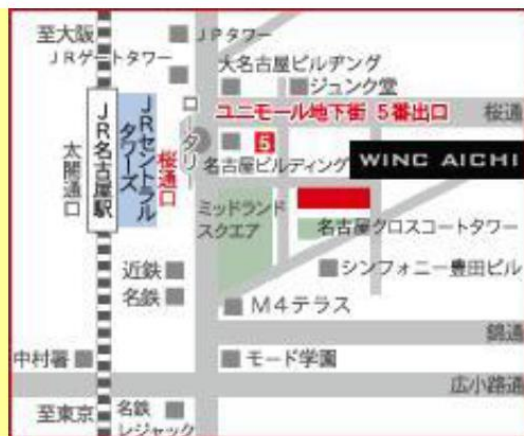 至大阪
JPタワー
JRゲートタワー
大名古屋ビルヂング
ジュンク堂
ユニモール地下街 5番出口
桜通
ロータリー
5
名古屋ビルディング
WINC AICHI
JR名古屋駅
JRセントラル
タワーズ
桜通口
太閤通口
ミッドランド
スクエア
名古屋クロスコートタワー
近鉄
シンフォニー豊田ビル
名鉄
M4テラス
錦通
中村署
モード学園
広小路通
至東京
名鉄
レジャック